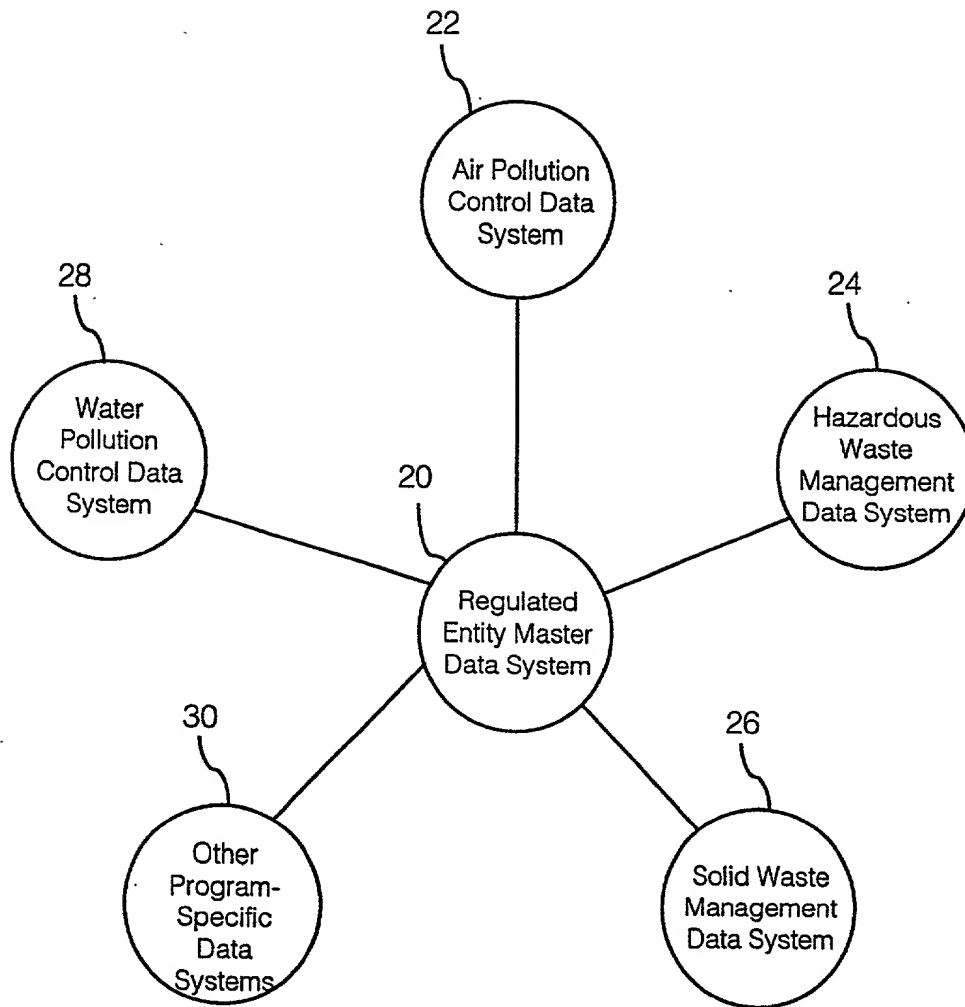 22
Air Pollution
Control Data
System
28
24
Water
Pollution
Control Data
System
Hazardous
Waste
Management
Data System
20
Regulated
Entity Master
Data System
30
26
Other
Program-
Specific
Data
Systems
Solid Waste
Management
Data System